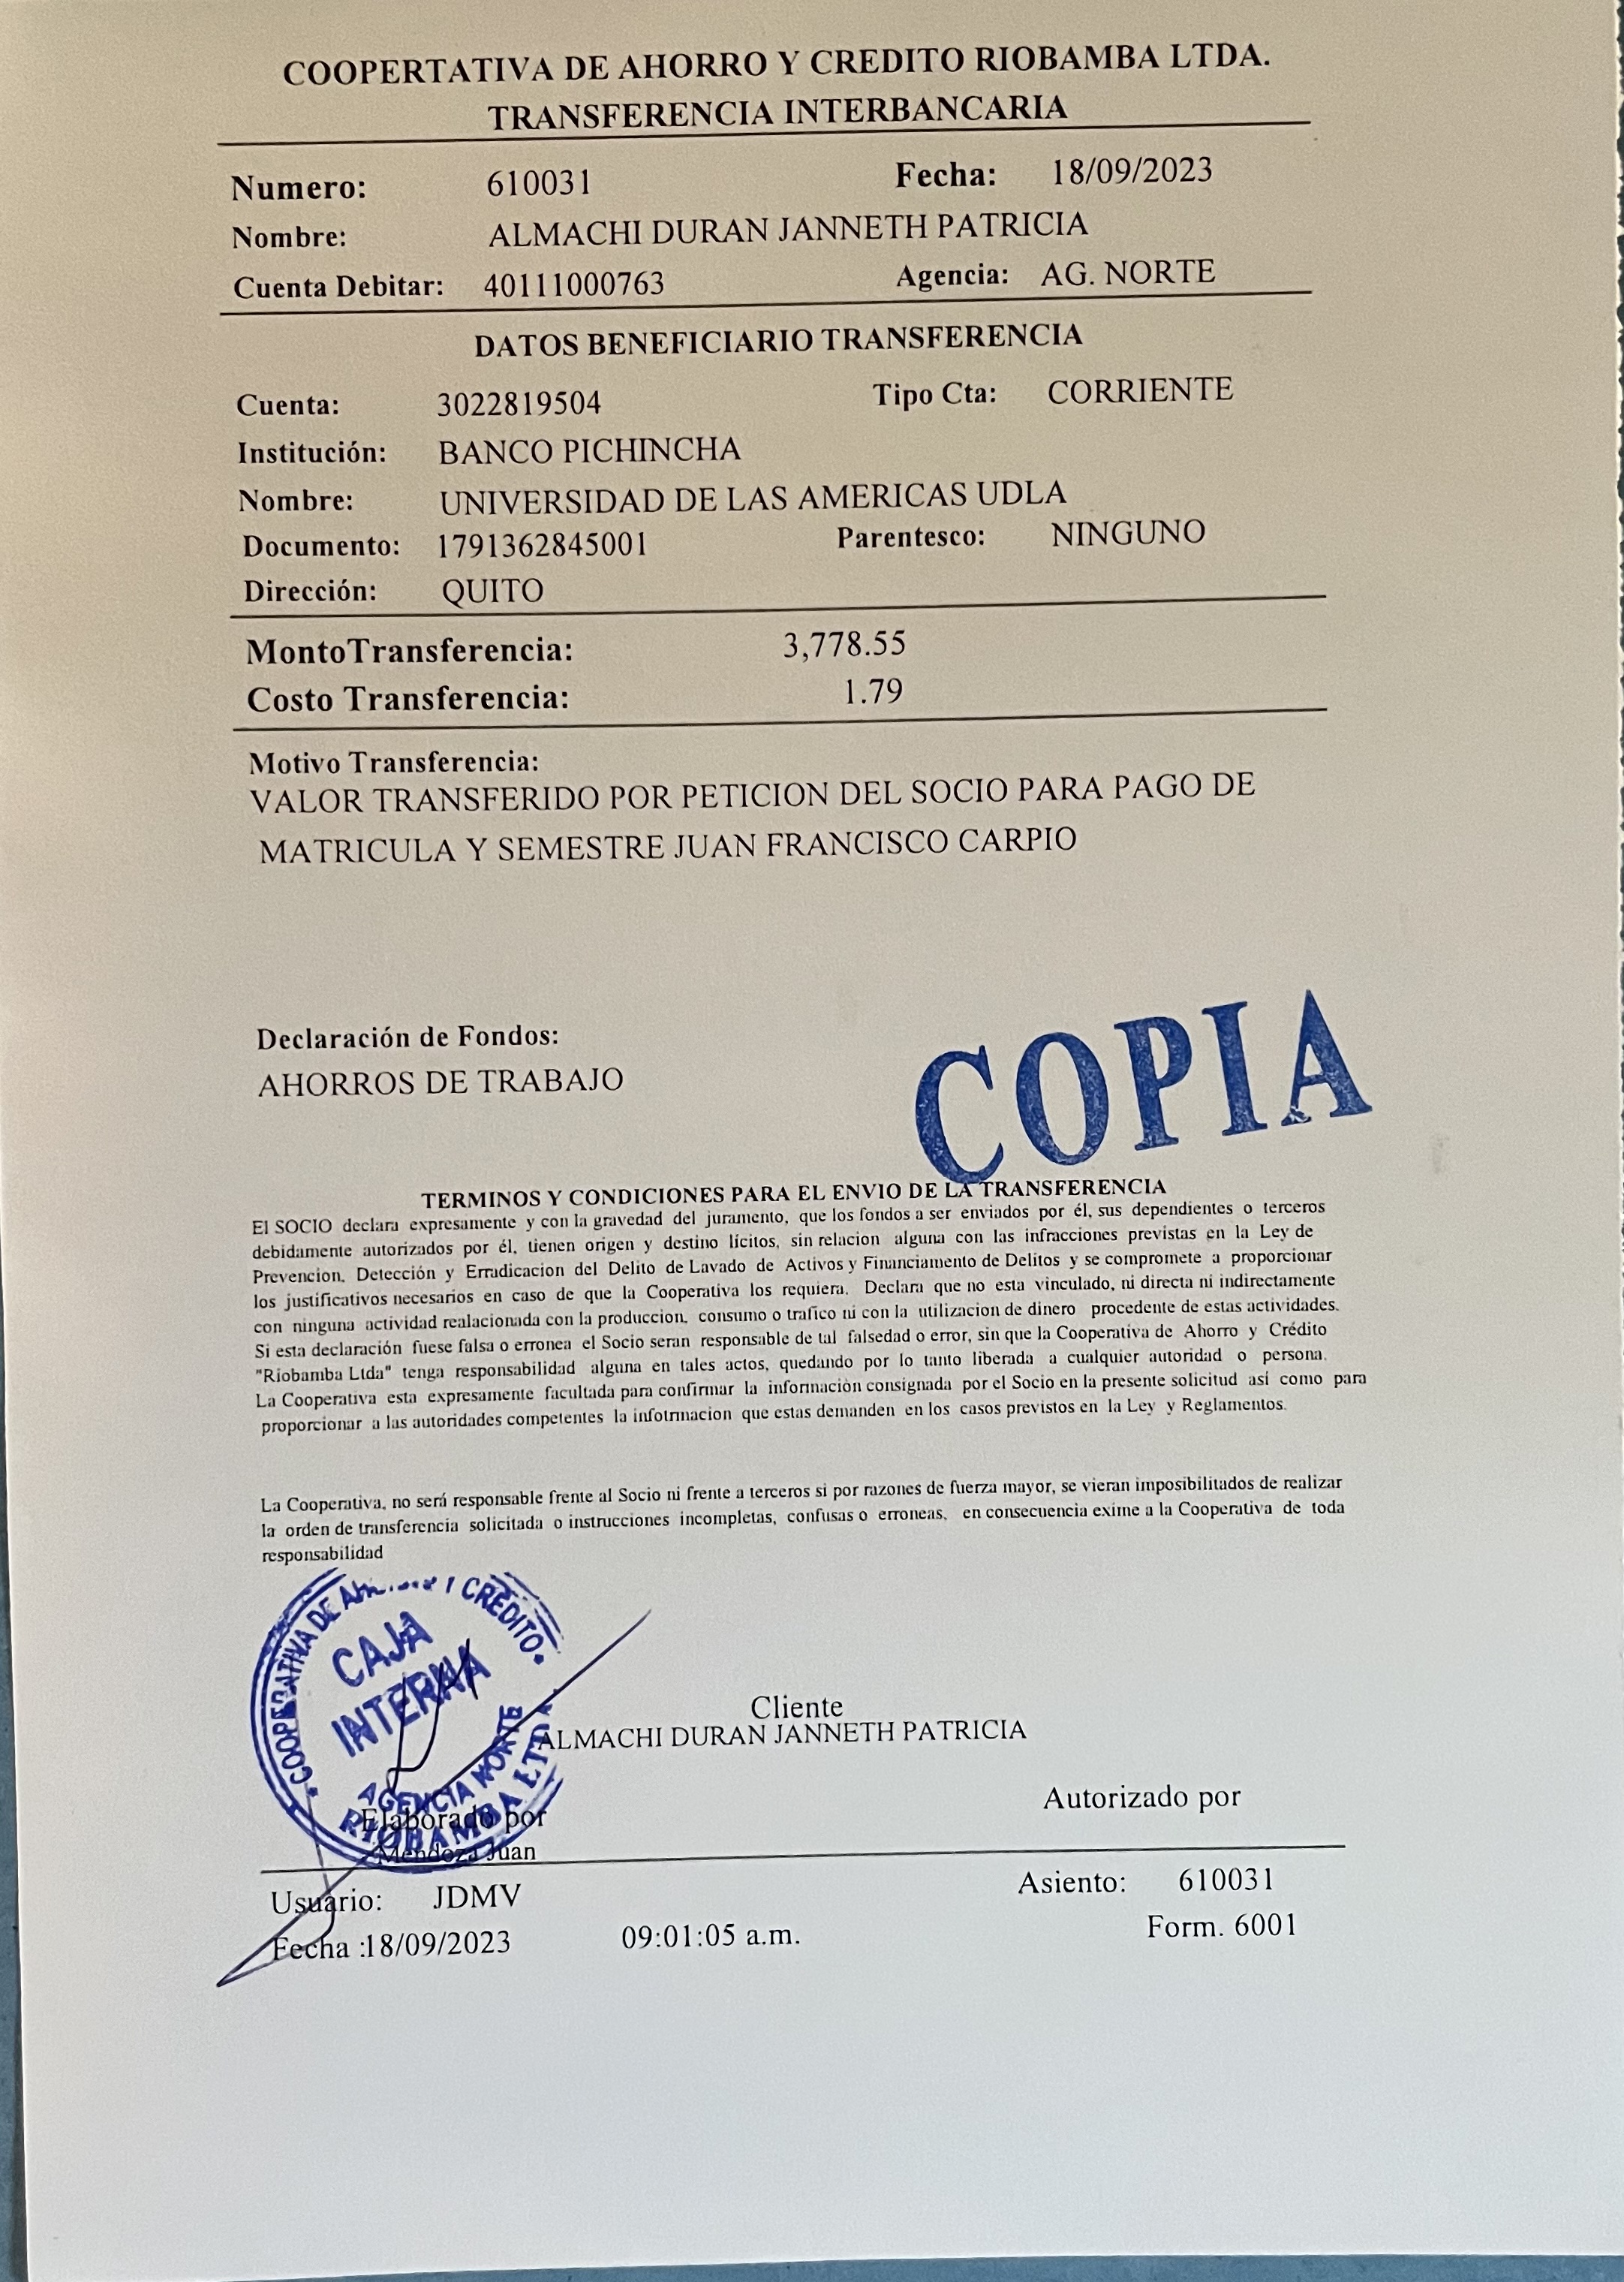 COOPERTATIVA DE AHORRO Y CREDITO RIOBAMBA LTDA.
TRANSFERENCIA INTERBANCARIA
Numero: 610031 Fecha: 18/09/2023
Nombre: ALMACHI DURAN JANNETH PATRICIA
Cuenta Debitar: 40111000763 Agencia: AG. NORTE
DATOS BENEFICIARIO TRANSFERENCIA
Cuenta: 3022819504 Tipo Cta: CORRIENTE
Institución: BANCO PICHINCHA
Nombre: UNIVERSIDAD DE LAS AMERICAS UDLA
Documento: 1791362845001 Parentesco: NINGUNO
Dirección: QUITO
MontoTransferencia: 3,778.55
Costo Transferencia: 1.79
Motivo Transferencia:
VALOR TRANSFERIDO POR PETICION DEL SOCIO PARA PAGO DE
MATRICULA Y SEMESTRE JUAN FRANCISCO CARPIO
Declaración de Fondos:
AHORROS DE TRABAJO
COPIA
TERMINOS Y CONDICIONES PARA EL ENVIO DE LA TRANSFERENCIA
El SOCIO declara expresamente y con la gravedad del juramento, que los fondos a ser enviados por él, sus dependientes o terceros
debidamente autorizados por él, tienen origen y destino lícitos, sin relacion alguna con las infracciones previstas en la Ley de
Prevencion, Detección y Erradicacion del Delito de Lavado de Activos y Financiamento de Delitos y se compromete a proporcionar
los justificativos necesarios en caso de que la Cooperativa los requiera. Declara que no esta vinculado, ni directa ni indirectamente
con ninguna actividad realacionada con la produccion, consumo o trafico ni con la utilizacion de dinero procedente de estas actividades.
Si esta declaración fuese falsa o erronea el Socio seran responsable de tal falsedad o error, sin que la Cooperativa de Ahorro y Crédito
"Riobamba Ltda" tenga responsabilidad alguna en tales actos, quedando por lo tanto liberada a cualquier autoridad o persona.
La Cooperativa esta expresamente facultada para confirmar la informaciòn consignada por el Socio en la presente solicitud así como para
proporcionar a las autoridades competentes la infotrmacion que estas demanden en los casos previstos en la Ley y Reglamentos.
La Cooperativa, no será responsable frente al Socio ni frente a terceros si por razones de fuerza mayor, se vieran imposibilitados de realizar
la orden de transferencia solicitada o instrucciones incompletas, confusas o erroneas, en consecuencia exime a la Cooperativa de toda
responsabilidad
COOPERATIVA DE AHORRO Y CREDITO
CAJA
INTERNA
AGENCIA NORTE
RIOBAMBA LTDA.
Cliente
ALMACHI DURAN JANNETH PATRICIA
Elaborado por Autorizado por
Mendoza Juan
Usuario: JDMV Asiento: 610031
Fecha :18/09/2023 09:01:05 a.m. Form. 6001